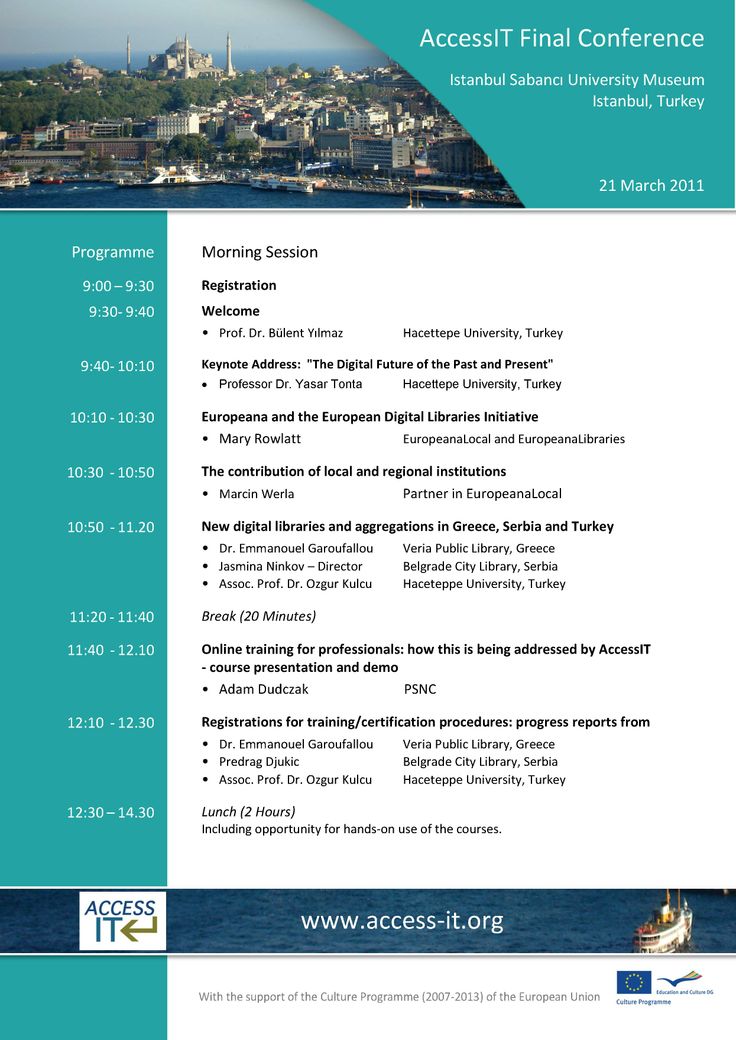 AccessIT Final Conference
Istanbul Sabancı University Museum
Istanbul, Turkey
21 March 2011
Programme Morning Session
9:00 – 9:30 Registration
9:30- 9:40 Welcome
• Prof. Dr. Bülent Yılmaz Hacettepe University, Turkey
9:40- 10:10 Keynote Address: "The Digital Future of the Past and Present"
• Professor Dr. Yasar Tonta Hacettepe University, Turkey
10:10 - 10:30 Europeana and the European Digital Libraries Initiative
• Mary Rowlatt EuropeanaLocal and EuropeanaLibraries
10:30 - 10:50 The contribution of local and regional institutions
• Marcin Werla Partner in EuropeanaLocal
10:50 - 11.20 New digital libraries and aggregations in Greece, Serbia and Turkey
• Dr. Emmanouel Garoufallou Veria Public Library, Greece
• Jasmina Ninkov – Director Belgrade City Library, Serbia
• Assoc. Prof. Dr. Ozgur Kulcu Haceteppe University, Turkey
11:20 - 11:40 Break (20 Minutes)
11:40 - 12.10 Online training for professionals: how this is being addressed by AccessIT
- course presentation and demo
• Adam Dudczak PSNC
12:10 - 12.30 Registrations for training/certification procedures: progress reports from
• Dr. Emmanouel Garoufallou Veria Public Library, Greece
• Predrag Djukic Belgrade City Library, Serbia
• Assoc. Prof. Dr. Ozgur Kulcu Haceteppe University, Turkey
12:30 – 14.30 Lunch (2 Hours)
Including opportunity for hands-on use of the courses.
ACCESS
IT
www.access-it.org
With the support of the Culture Programme (2007-2013) of the European Union
Education and Culture DG
Culture Programme